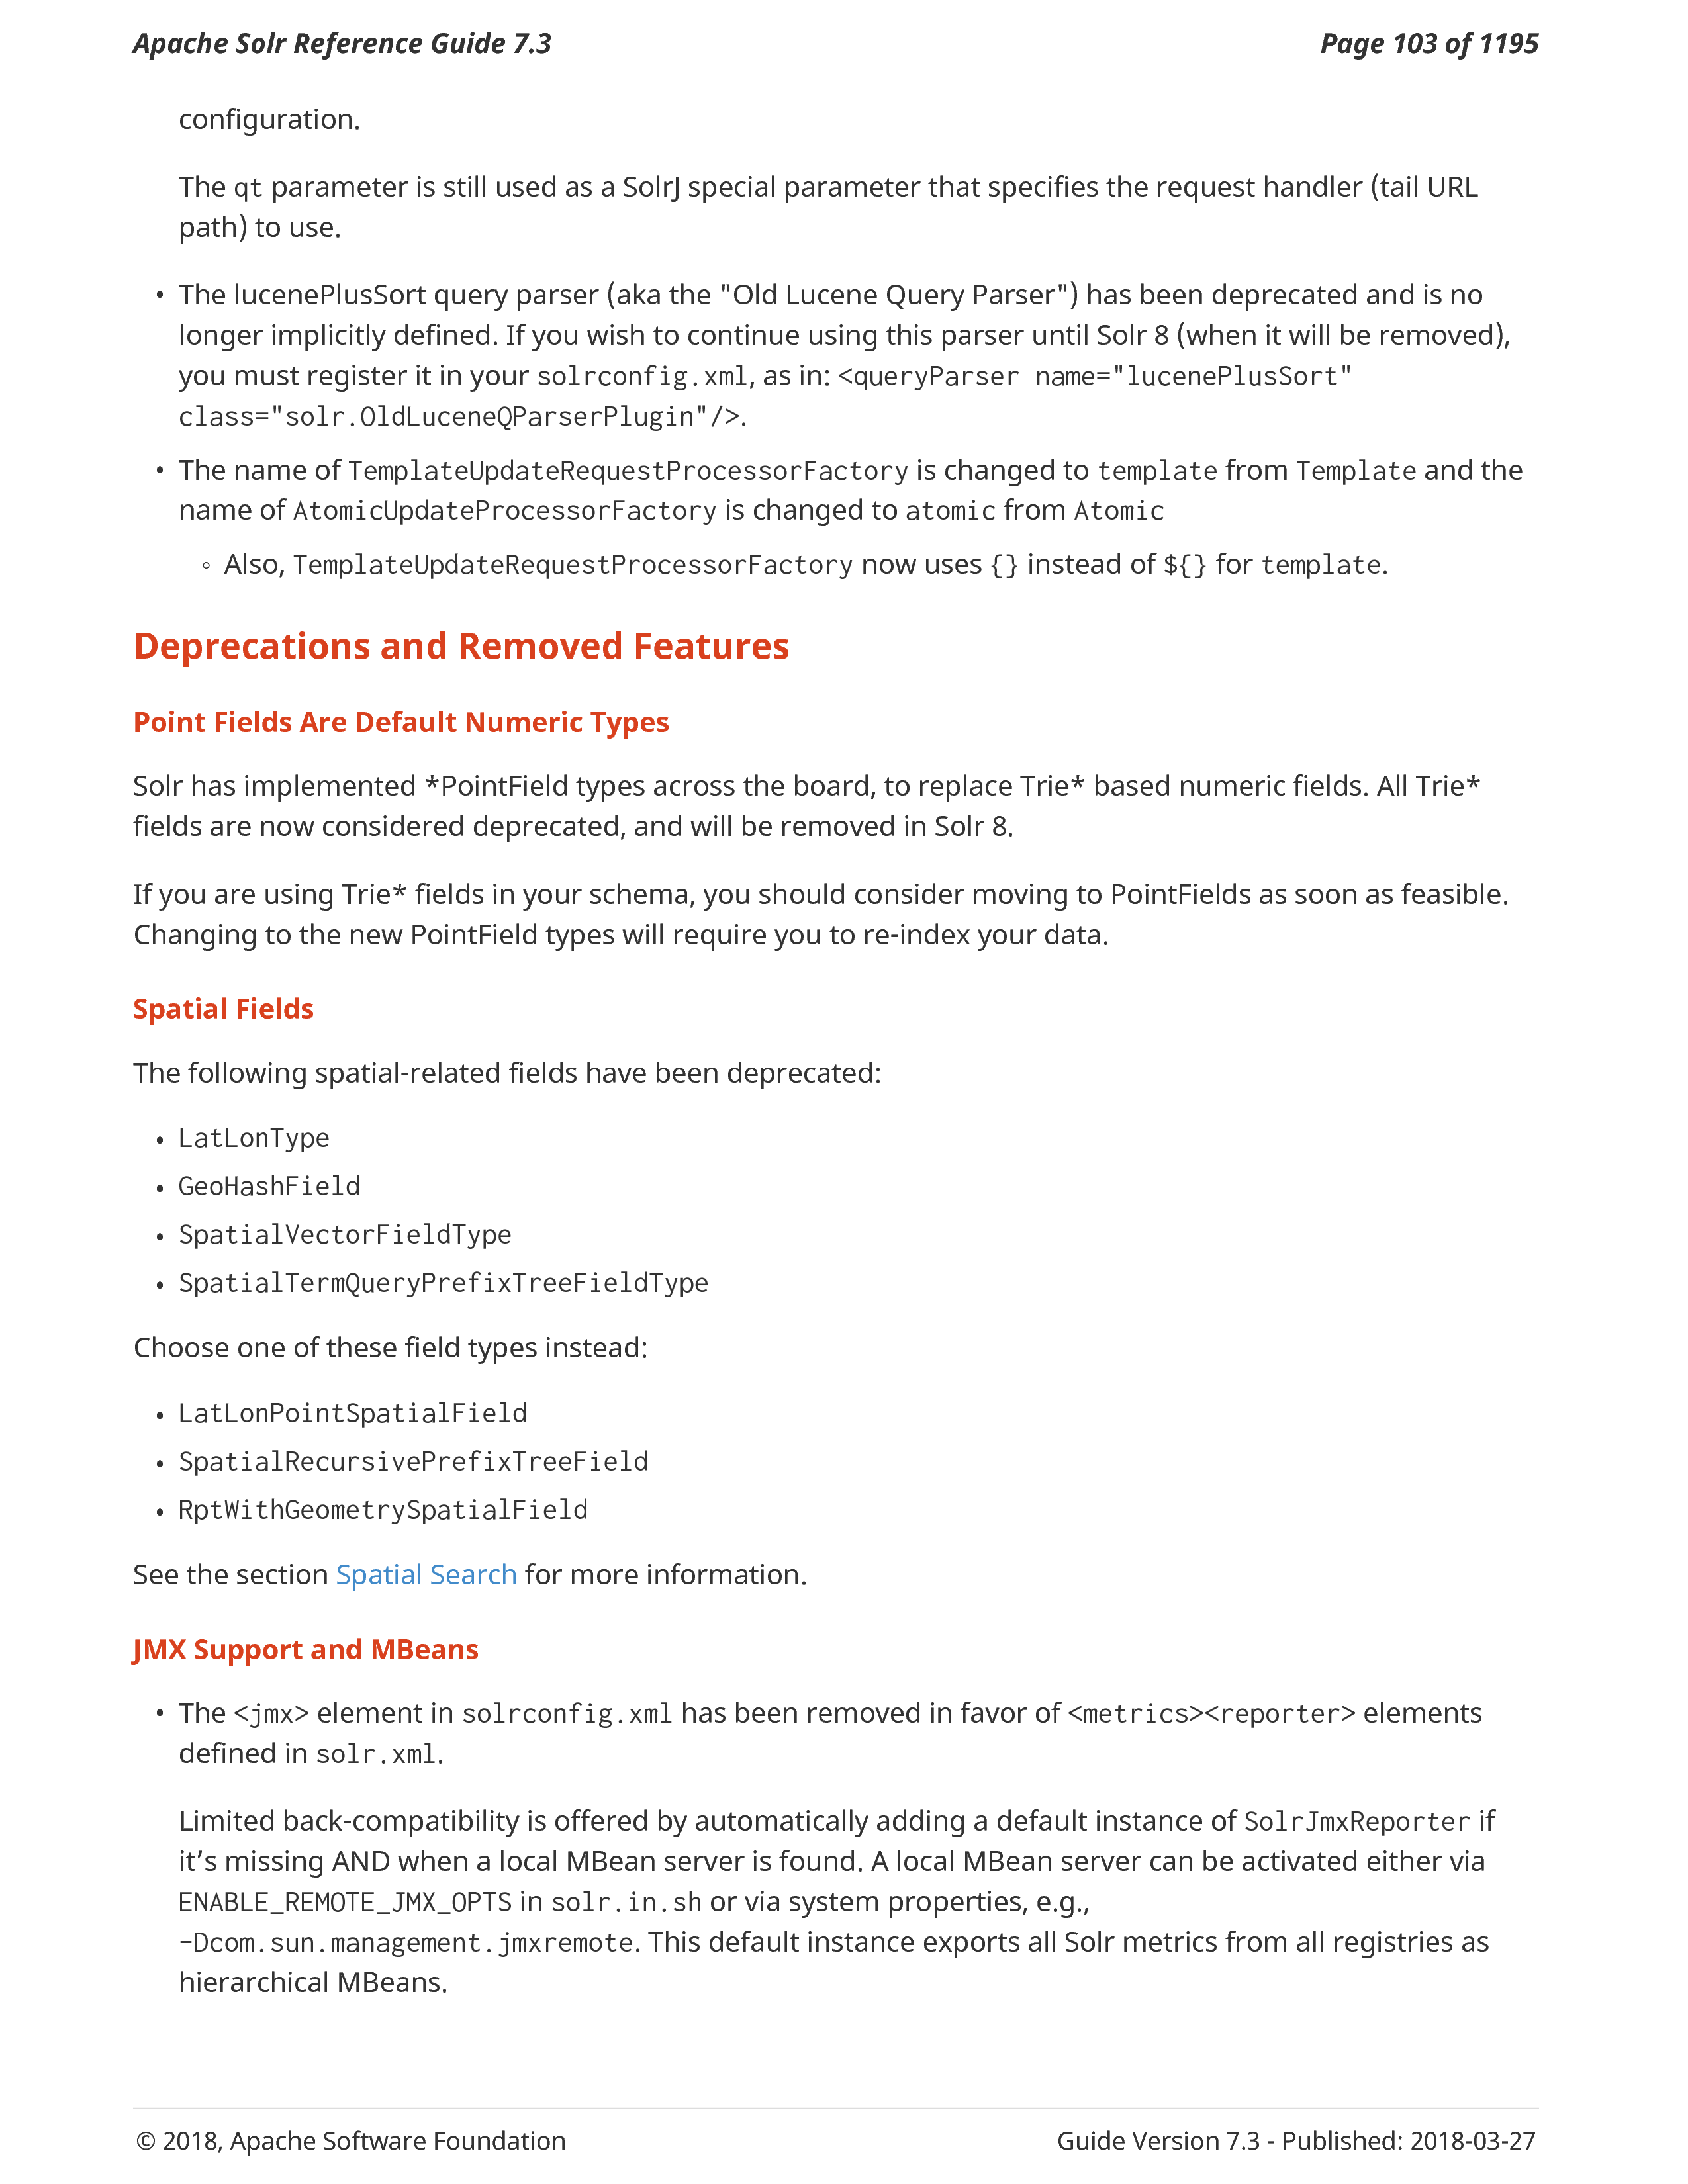 Apache Solr Reference Guide 7.3 Page 103 of 1195
configuration.
The qt parameter is still used as a SolrJ special parameter that specifies the request handler (tail URL
path) to use.
• The lucenePlusSort query parser (aka the "Old Lucene Query Parser") has been deprecated and is no
longer implicitly defined. If you wish to continue using this parser until Solr 8 (when it will be removed),
you must register it in your solrconfig.xml, as in: <queryParser name="lucenePlusSort"
class="solr.OldLuceneQParserPlugin"/>.
• The name of TemplateUpdateRequestProcessorFactory is changed to template from Template and the
name of AtomicUpdateProcessorFactory is changed to atomic from Atomic
◦ Also, TemplateUpdateRequestProcessorFactory now uses {} instead of ${} for template.
Deprecations and Removed Features
Point Fields Are Default Numeric Types
Solr has implemented *PointField types across the board, to replace Trie* based numeric fields. All Trie*
fields are now considered deprecated, and will be removed in Solr 8.
If you are using Trie* fields in your schema, you should consider moving to PointFields as soon as feasible.
Changing to the new PointField types will require you to re-index your data.
Spatial Fields
The following spatial-related fields have been deprecated:
• LatLonType
• GeoHashField
• SpatialVectorFieldType
• SpatialTermQueryPrefixTreeFieldType
Choose one of these field types instead:
• LatLonPointSpatialField
• SpatialRecursivePrefixTreeField
• RptWithGeometrySpatialField
See the section Spatial Search for more information.
JMX Support and MBeans
• The <jmx> element in solrconfig.xml has been removed in favor of <metrics><reporter> elements
defined in solr.xml.
Limited back-compatibility is offered by automatically adding a default instance of SolrJmxReporter if
it’s missing AND when a local MBean server is found. A local MBean server can be activated either via
ENABLE_REMOTE_JMX_OPTS in solr.in.sh or via system properties, e.g.,
-Dcom.sun.management.jmxremote. This default instance exports all Solr metrics from all registries as
hierarchical MBeans.
© 2018, Apache Software Foundation Guide Version 7.3 - Published: 2018-03-27